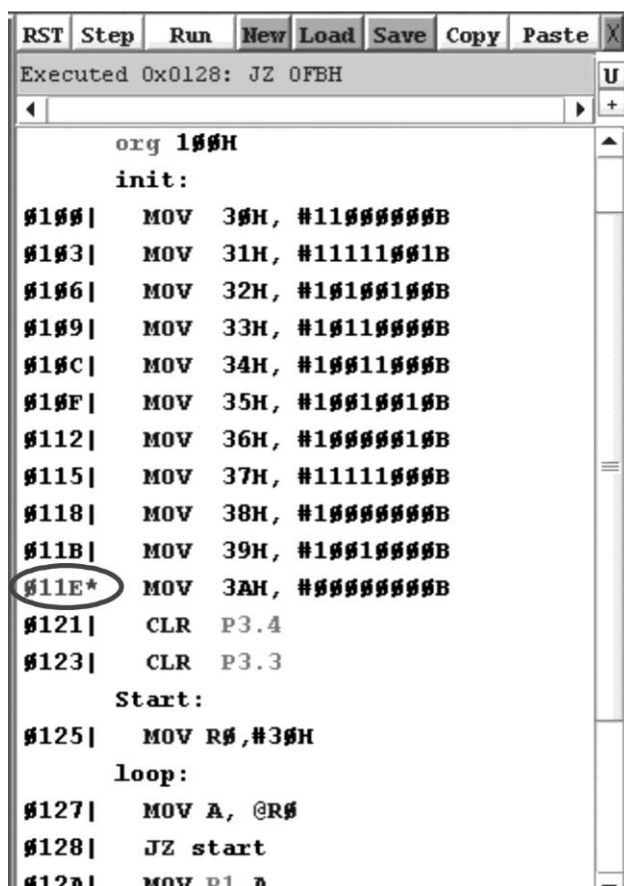 RST Step Run New Load Save Copy Paste X
Executed 0x0128: JZ 0FBH
U
+
org 100H
init:
0100| MOV 30H, #11000000B
0103| MOV 31H, #11111001B
0106| MOV 32H, #10100100B
0109| MOV 33H, #10110000B
010C| MOV 34H, #10011000B
010F| MOV 35H, #10010010B
0112| MOV 36H, #10000010B
0115| MOV 37H, #11111000B
0118| MOV 38H, #10000000B
011B| MOV 39H, #10010000B
011E* MOV 3AH, #00000000B
0121| CLR P3.4
0123| CLR P3.3
Start:
0125| MOV R0,#30H
loop:
0127| MOV A, @R0
0128| JZ start
012A| MOV P1 A